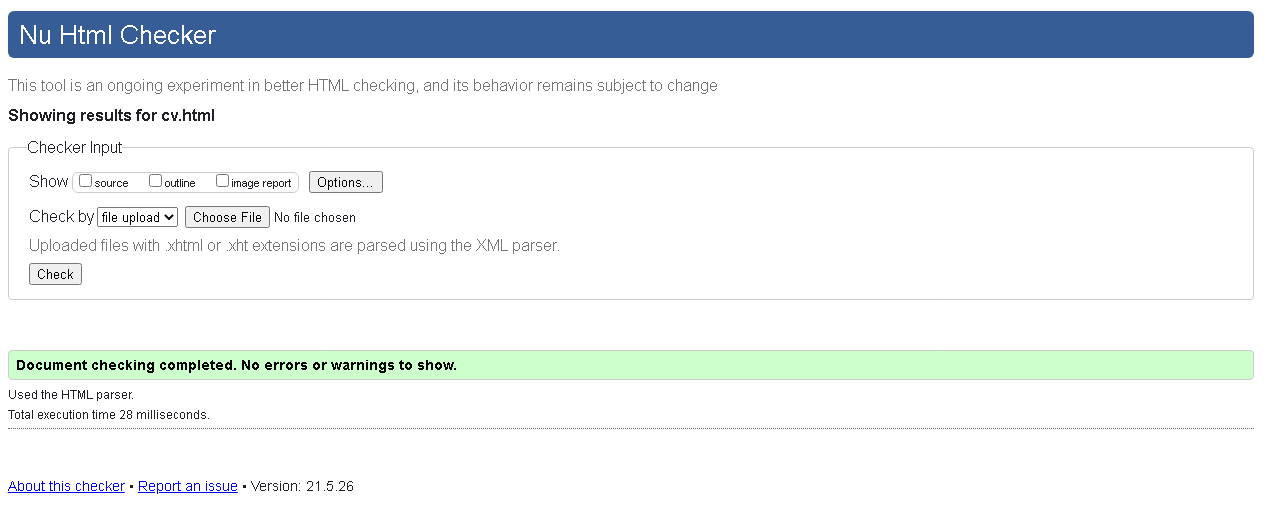 Nu Html Checker
This tool is an ongoing experiment in better HTML checking, and its behavior remains subject to change
Showing results for cv.html
Checker Input
Show source outline image report Options...
Check by file upload Choose File No file chosen
Uploaded files with .xhtml or .xht extensions are parsed using the XML parser.
Check
Document checking completed. No errors or warnings to show.
Used the HTML parser.
Total execution time 28 milliseconds.
About this checker • Report an issue • Version: 21.5.26